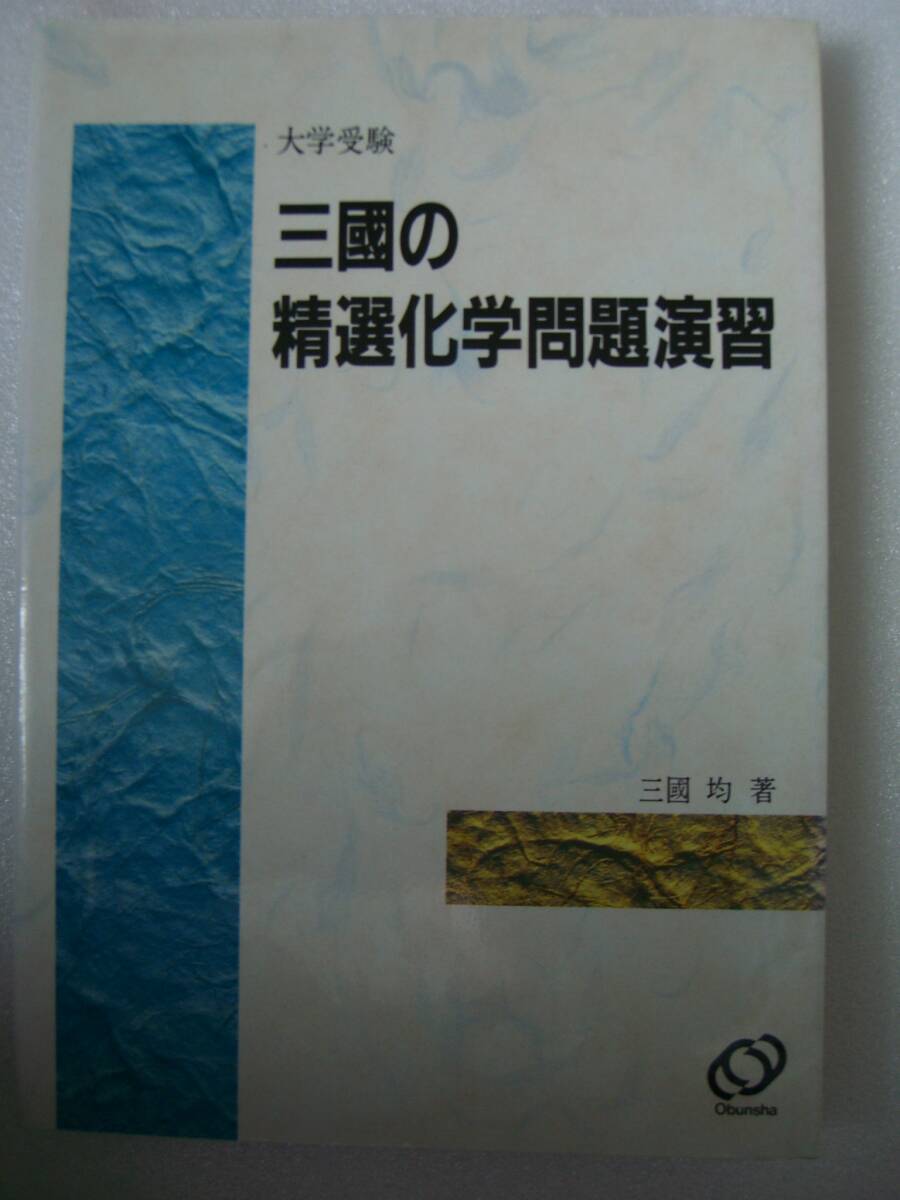 大学受験
三國の
精選化学問題演習
三國 均 著
Obunsha